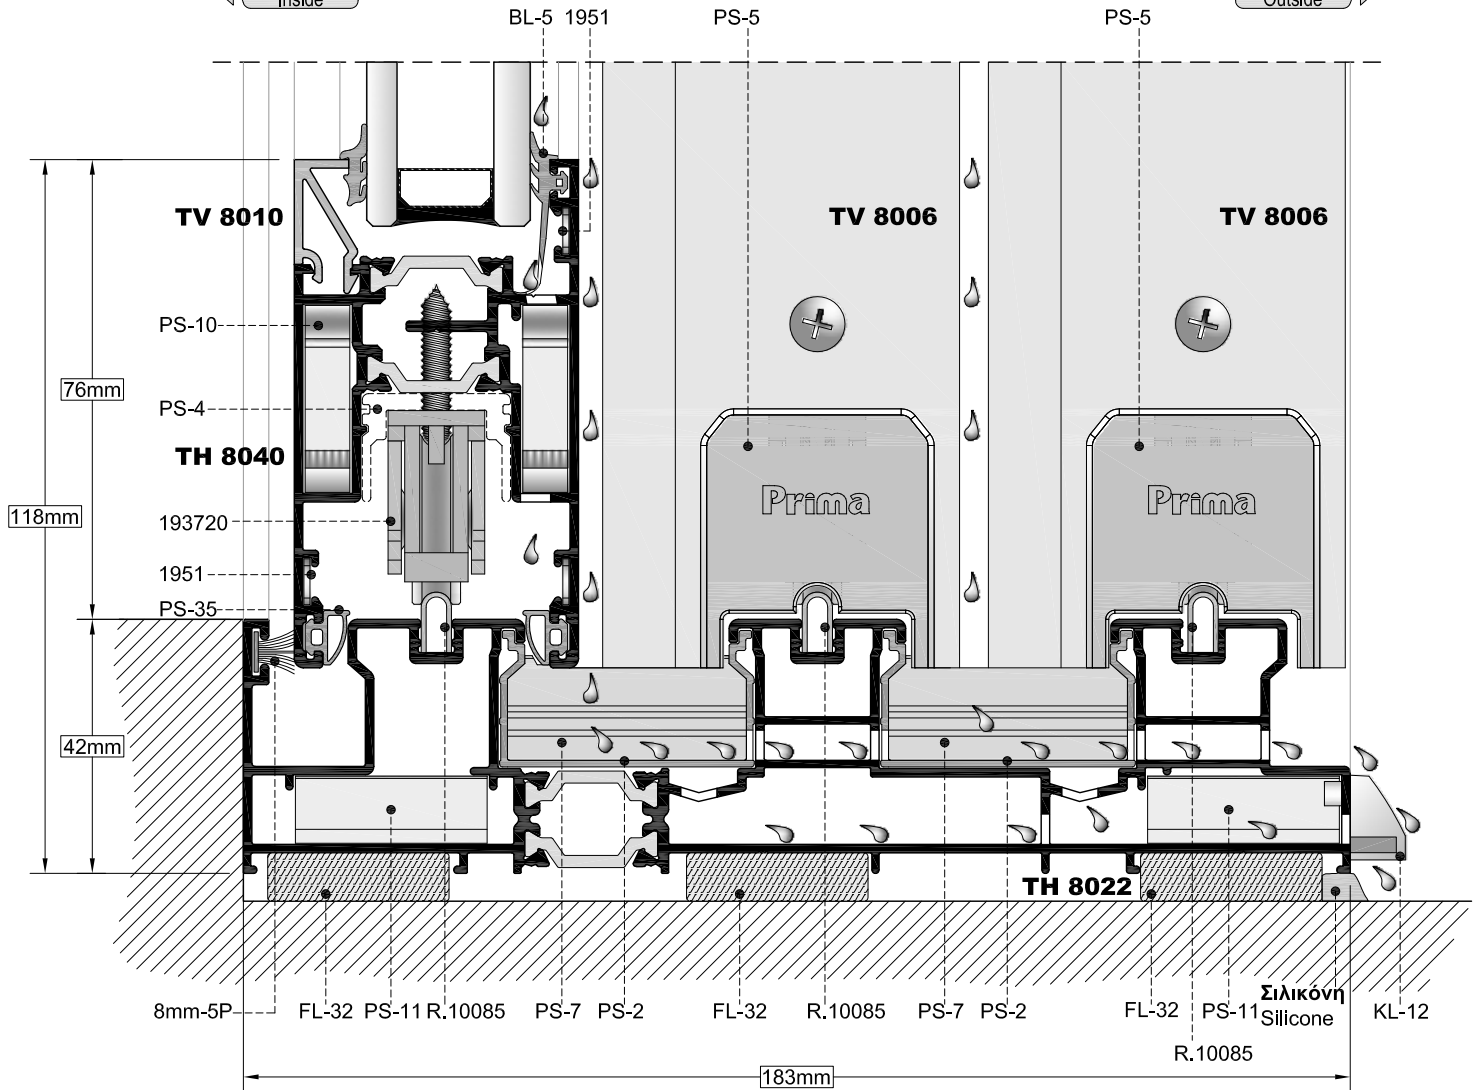 Inside
Outside
BL-5 1951
PS-5
PS-5
TV 8010
TV 8006
TV 8006
PS-10
76mm
PS-4
TH 8040
Prima
Prima
118mm
193720
1951
PS-35
42mm
TH 8022
8mm-5P
FL-32
PS-11
R.10085
PS-7
PS-2
FL-32
R.10085
PS-7
PS-2
FL-32
PS-11
Σιλικόνη
Silicone
KL-12
R.10085
183mm